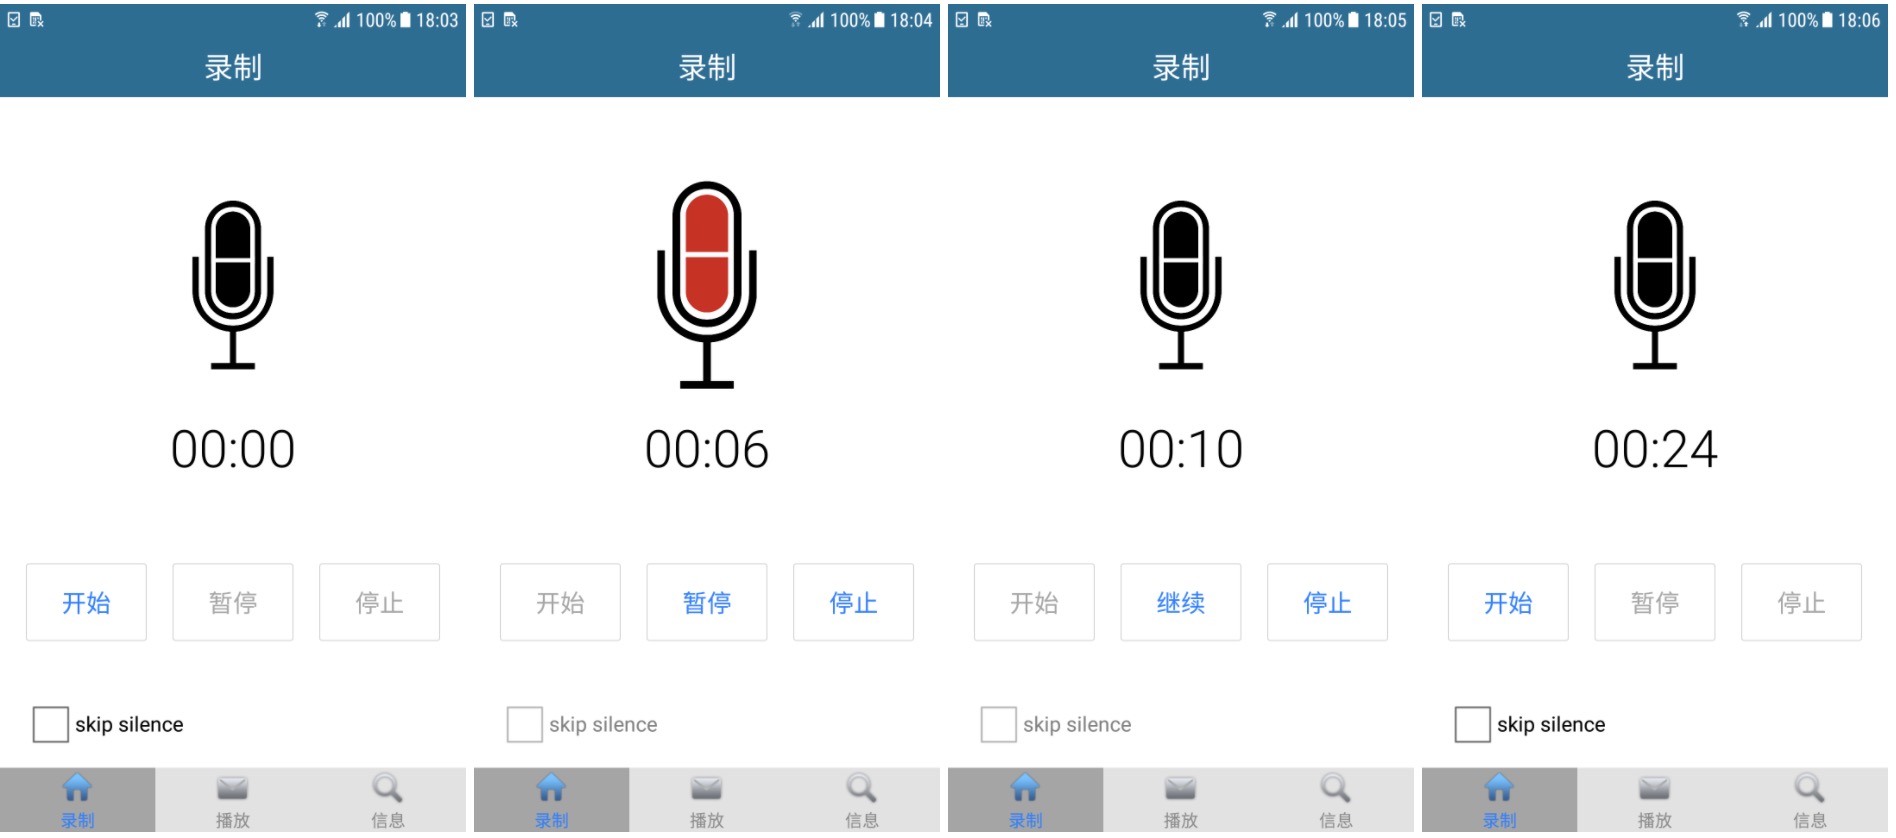 100% 18:03
录制
00:00
开始 暂停 停止
skip silence
录制 播放 信息
100% 18:04
录制
00:06
开始 暂停 停止
skip silence
录制 播放 信息
100% 18:05
录制
00:10
开始 继续 停止
skip silence
录制 播放 信息
100% 18:06
录制
00:24
开始 暂停 停止
skip silence
录制 播放 信息